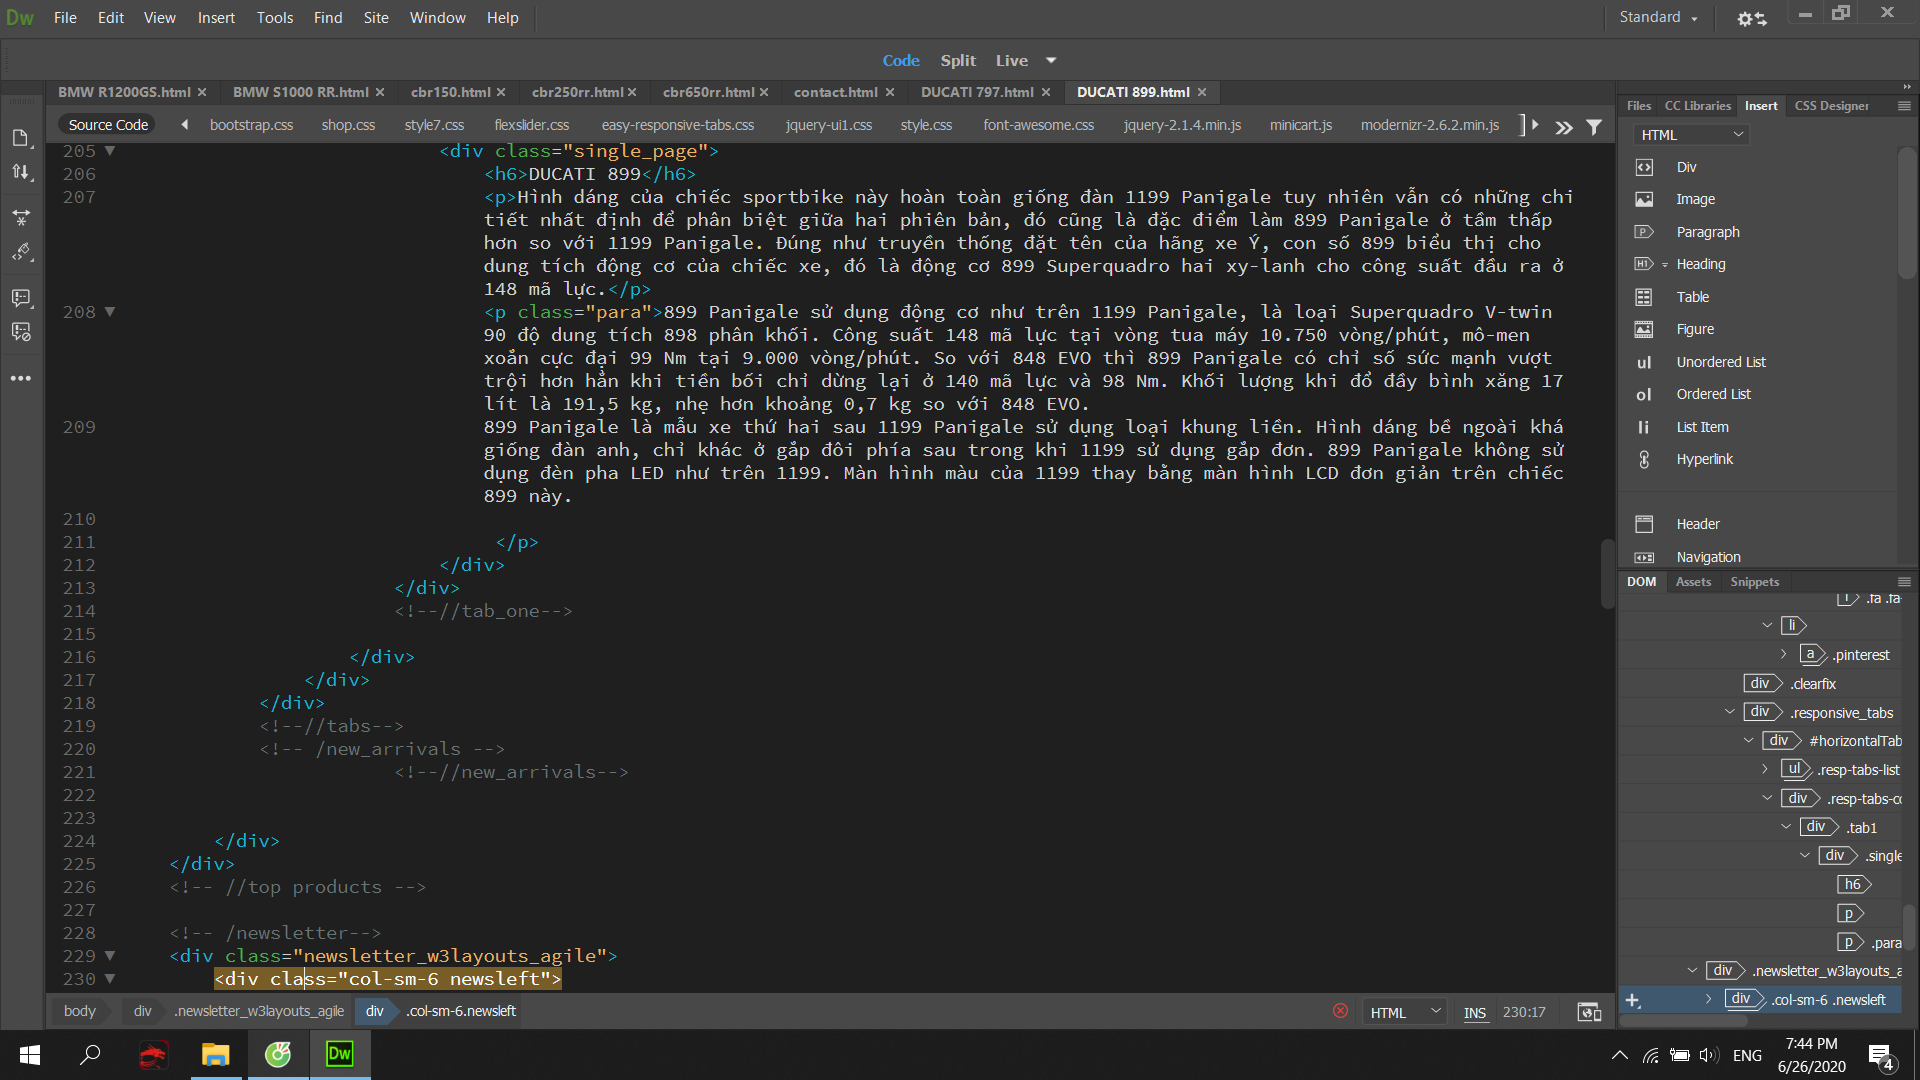 Dw File Edit View Insert Tools Find Site Window Help Standard
Code Split Live
BMW R1200GS.html BMW S1000 RR.html cbr150.html cbr250rr.html cbr650rr.html contact.html DUCATI 797.html DUCATI 899.html
Source Code bootstrap.css shop.css style7.css flexslider.css easy-responsive-tabs.css jquery-ui1.css style.css font-awesome.css jquery-2.1.4.min.js minicart.js modernizr-2.6.2.min.js
205 <div class="single_page">
206 <h6>DUCATI 899</h6>
207 <p>Hình dáng của chiếc sportbike này hoàn toàn giống đàn 1199 Panigale tuy nhiên vẫn có những chi
tiết nhất định để phân biệt giữa hai phiên bản, đó cũng là đặc điểm làm 899 Panigale ở tầm thấp
hơn so với 1199 Panigale. Đúng như truyền thống đặt tên của hãng xe Ý, con số 899 biểu thị cho
dung tích động cơ của chiếc xe, đó là động cơ 899 Superquadro hai xy-lanh cho công suất đầu ra ở
148 mã lực.</p>
208 <p class="para">899 Panigale sử dụng động cơ như trên 1199 Panigale, là loại Superquadro V-twin
90 độ dung tích 898 phân khối. Công suất 148 mã lực tại vòng tua máy 10.750 vòng/phút, mô-men
xoắn cực đại 99 Nm tại 9.000 vòng/phút. So với 848 EVO thì 899 Panigale có chỉ số sức mạnh vượt
trội hơn hẳn khi tiền bối chỉ dừng lại ở 140 mã lực và 98 Nm. Khối lượng khi đổ đầy bình xăng 17
lít là 191,5 kg, nhẹ hơn khoảng 0,7 kg so với 848 EVO.
209 899 Panigale là mẫu xe thứ hai sau 1199 Panigale sử dụng loại khung liền. Hình dáng bề ngoài khá
giống đàn anh, chỉ khác ở gắp đôi phía sau trong khi 1199 sử dụng gắp đơn. 899 Panigale không sử
dụng đèn pha LED như trên 1199. Màn hình màu của 1199 thay bằng màn hình LCD đơn giản trên chiếc
899 này.
210
211 </p>
212 </div>
213 </div>
214 <!--//tab_one-->
215
216 </div>
217 </div>
218 </div>
219 <!--//tabs-->
220 <!-- /new_arrivals -->
221 <!--//new_arrivals-->
222
223
224 </div>
225 </div>
226 <!-- //top products -->
227
228 <!-- /newsletter-->
229 <div class="newsletter_w3layouts_agile">
230 <div class="col-sm-6 newsleft">
body div .newsletter_w3layouts_agile div .col-sm-6.newsleft HTML INS 230:17
Files CC Libraries Insert CSS Designer
HTML
Div
Image
Paragraph
Heading
Table
Figure
ul Unordered List
ol Ordered List
li List Item
Hyperlink
Header
Navigation
DOM Assets Snippets
i .fa .fa-
li
a .pinterest
div .clearfix
div .responsive_tabs
div #horizontalTab
ul .resp-tabs-list
div .resp-tabs-co
div .tab1
div .single
h6
p
p .para
div .newsletter_w3layouts_a
div .col-sm-6 .newsleft
Dw ENG 7:44 PM
6/26/2020 4